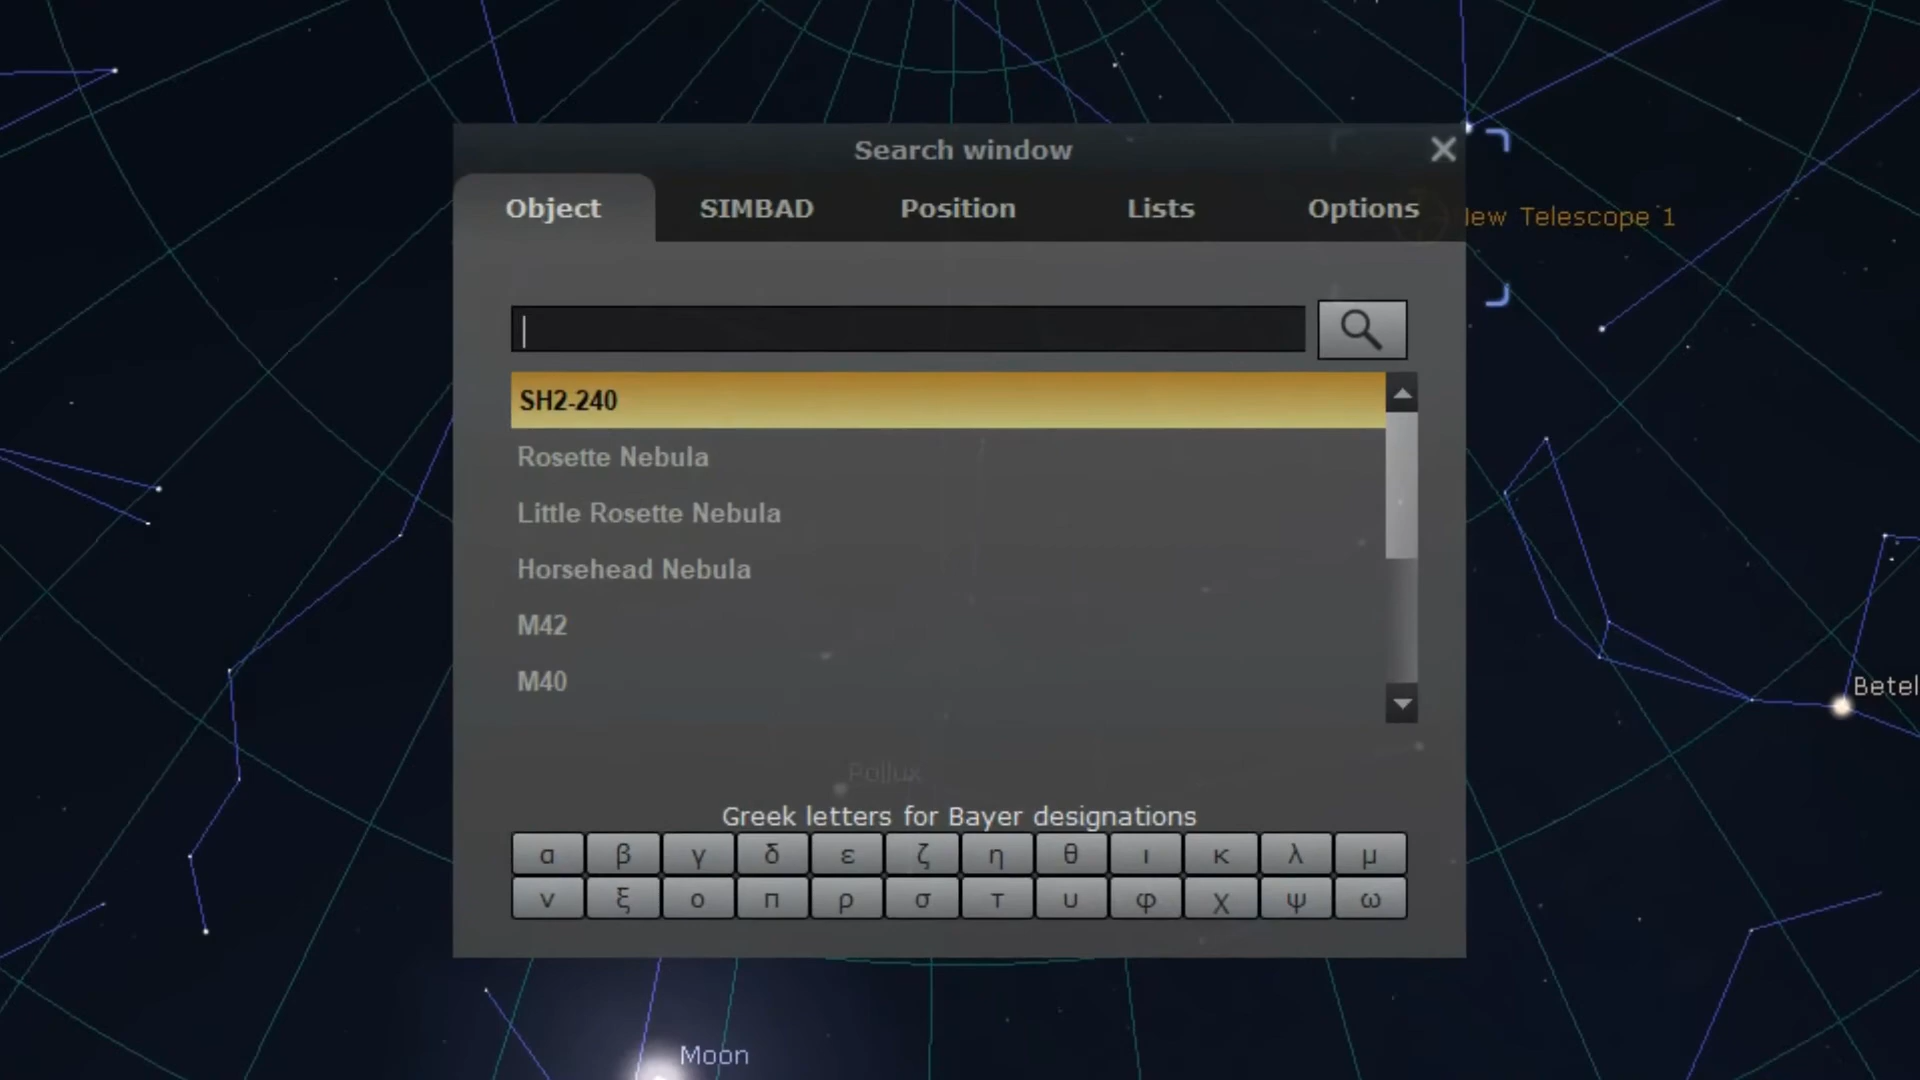 Search window
Object SIMBAD Position Lists Options
New Telescope 1
SH2-240
Rosette Nebula
Little Rosette Nebula
Horsehead Nebula
M42
M40
Betel
Pollux
Greek letters for Bayer designations
α β γ δ ε ζ η θ ι κ λ μ
ν ξ ο π ρ σ τ υ φ χ ψ ω
Moon